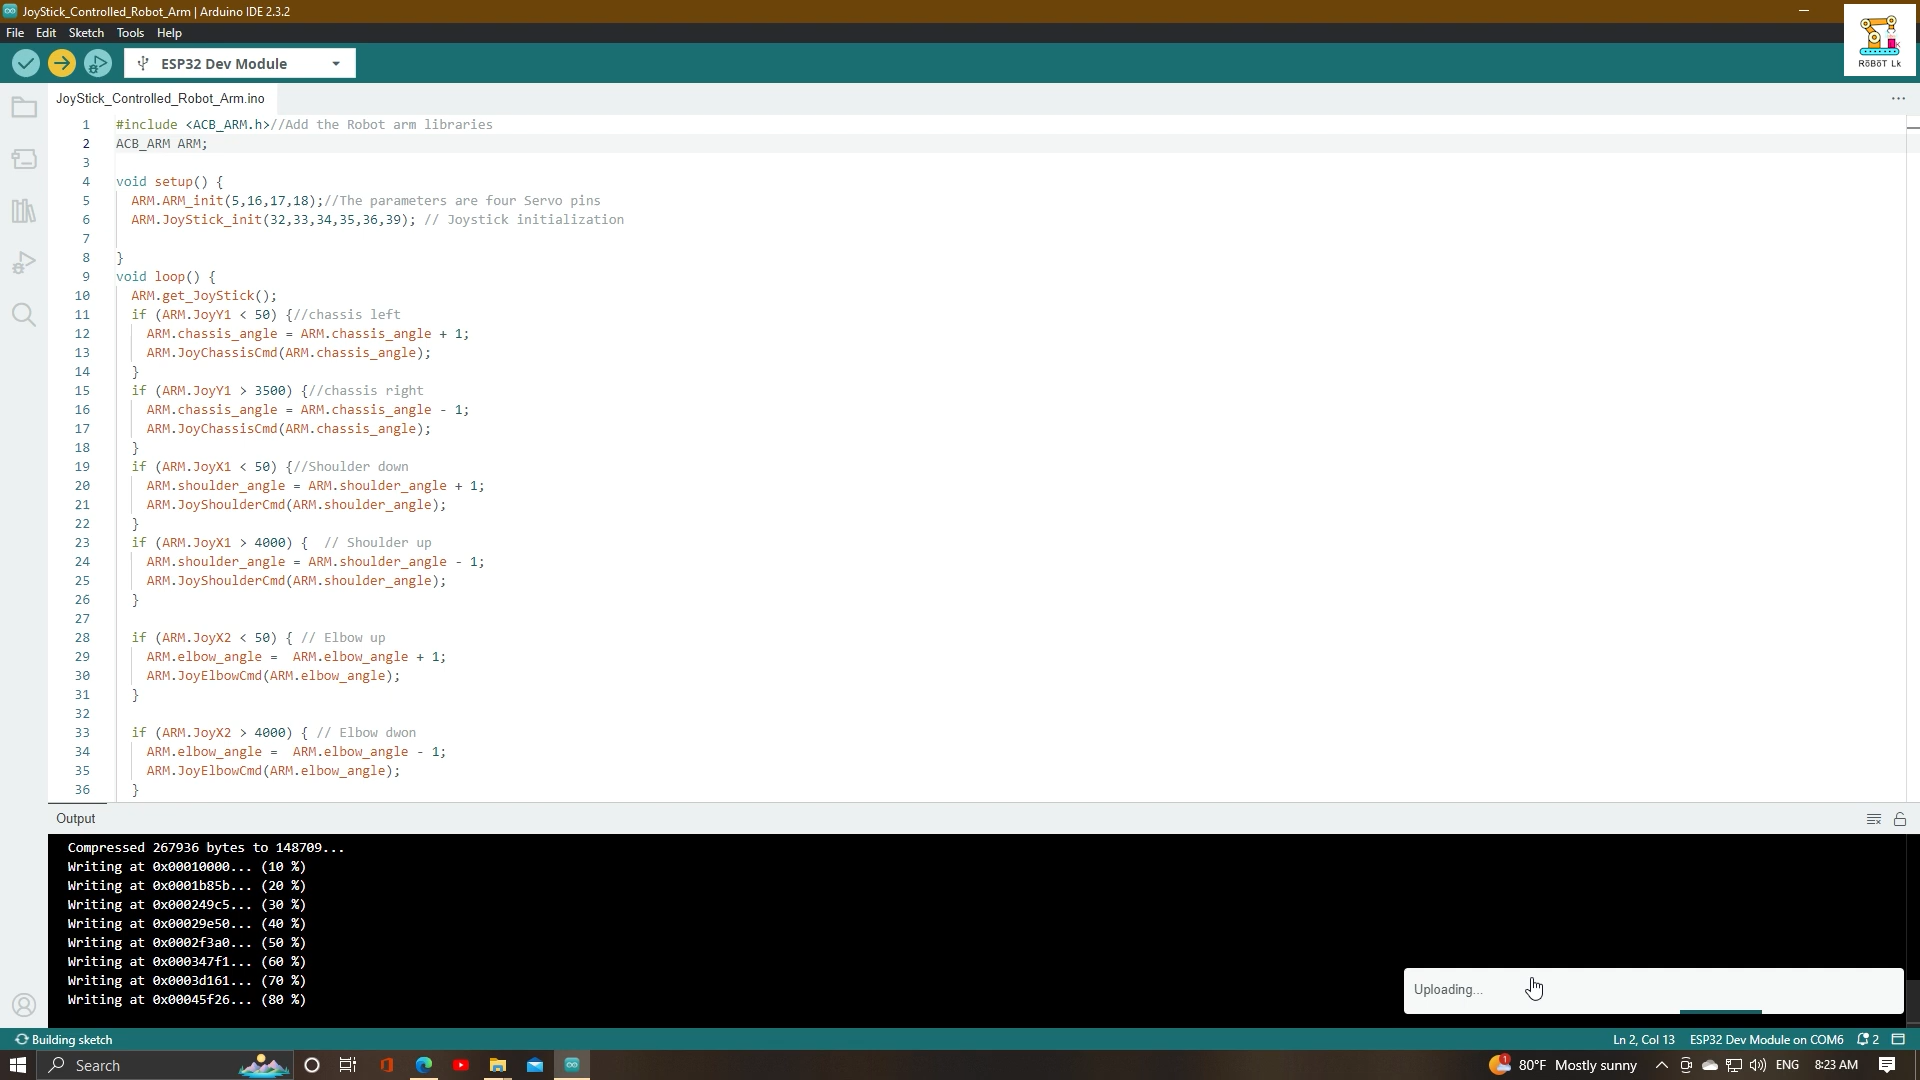 JoyStick_Controlled_Robot_Arm | Arduino IDE 2.3.2
File Edit Sketch Tools Help
ESP32 Dev Module
RöBöT Lk
JoyStick_Controlled_Robot_Arm.ino
1 #include <ACB_ARM.h>//Add the Robot arm libraries
2 ACB_ARM ARM;
3
4 void setup() {
5 ARM.ARM_init(5,16,17,18);//The parameters are four Servo pins
6 ARM.JoyStick_init(32,33,34,35,36,39); // Joystick initialization
7
8 }
9 void loop() {
10 ARM.get_JoyStick();
11 if (ARM.JoyY1 < 50) {//chassis left
12 ARM.chassis_angle = ARM.chassis_angle + 1;
13 ARM.JoyChassisCmd(ARM.chassis_angle);
14 }
15 if (ARM.JoyY1 > 3500) {//chassis right
16 ARM.chassis_angle = ARM.chassis_angle - 1;
17 ARM.JoyChassisCmd(ARM.chassis_angle);
18 }
19 if (ARM.JoyX1 < 50) {//Shoulder down
20 ARM.shoulder_angle = ARM.shoulder_angle + 1;
21 ARM.JoyShoulderCmd(ARM.shoulder_angle);
22 }
23 if (ARM.JoyX1 > 4000) { // Shoulder up
24 ARM.shoulder_angle = ARM.shoulder_angle - 1;
25 ARM.JoyShoulderCmd(ARM.shoulder_angle);
26 }
27
28 if (ARM.JoyX2 < 50) { // Elbow up
29 ARM.elbow_angle = ARM.elbow_angle + 1;
30 ARM.JoyElbowCmd(ARM.elbow_angle);
31 }
32
33 if (ARM.JoyX2 > 4000) { // Elbow dwon
34 ARM.elbow_angle = ARM.elbow_angle - 1;
35 ARM.JoyElbowCmd(ARM.elbow_angle);
36 }
Output
Compressed 267936 bytes to 148709...
Writing at 0x00010000... (10 %)
Writing at 0x0001b85b... (20 %)
Writing at 0x000249c5... (30 %)
Writing at 0x00029e50... (40 %)
Writing at 0x0002f3a0... (50 %)
Writing at 0x000347f1... (60 %)
Writing at 0x0003d161... (70 %)
Writing at 0x00045f26... (80 %)
Uploading...
Building sketch
Ln 2, Col 13 ESP32 Dev Module on COM6 2
Search
1 80°F Mostly sunny ENG 8:23 AM